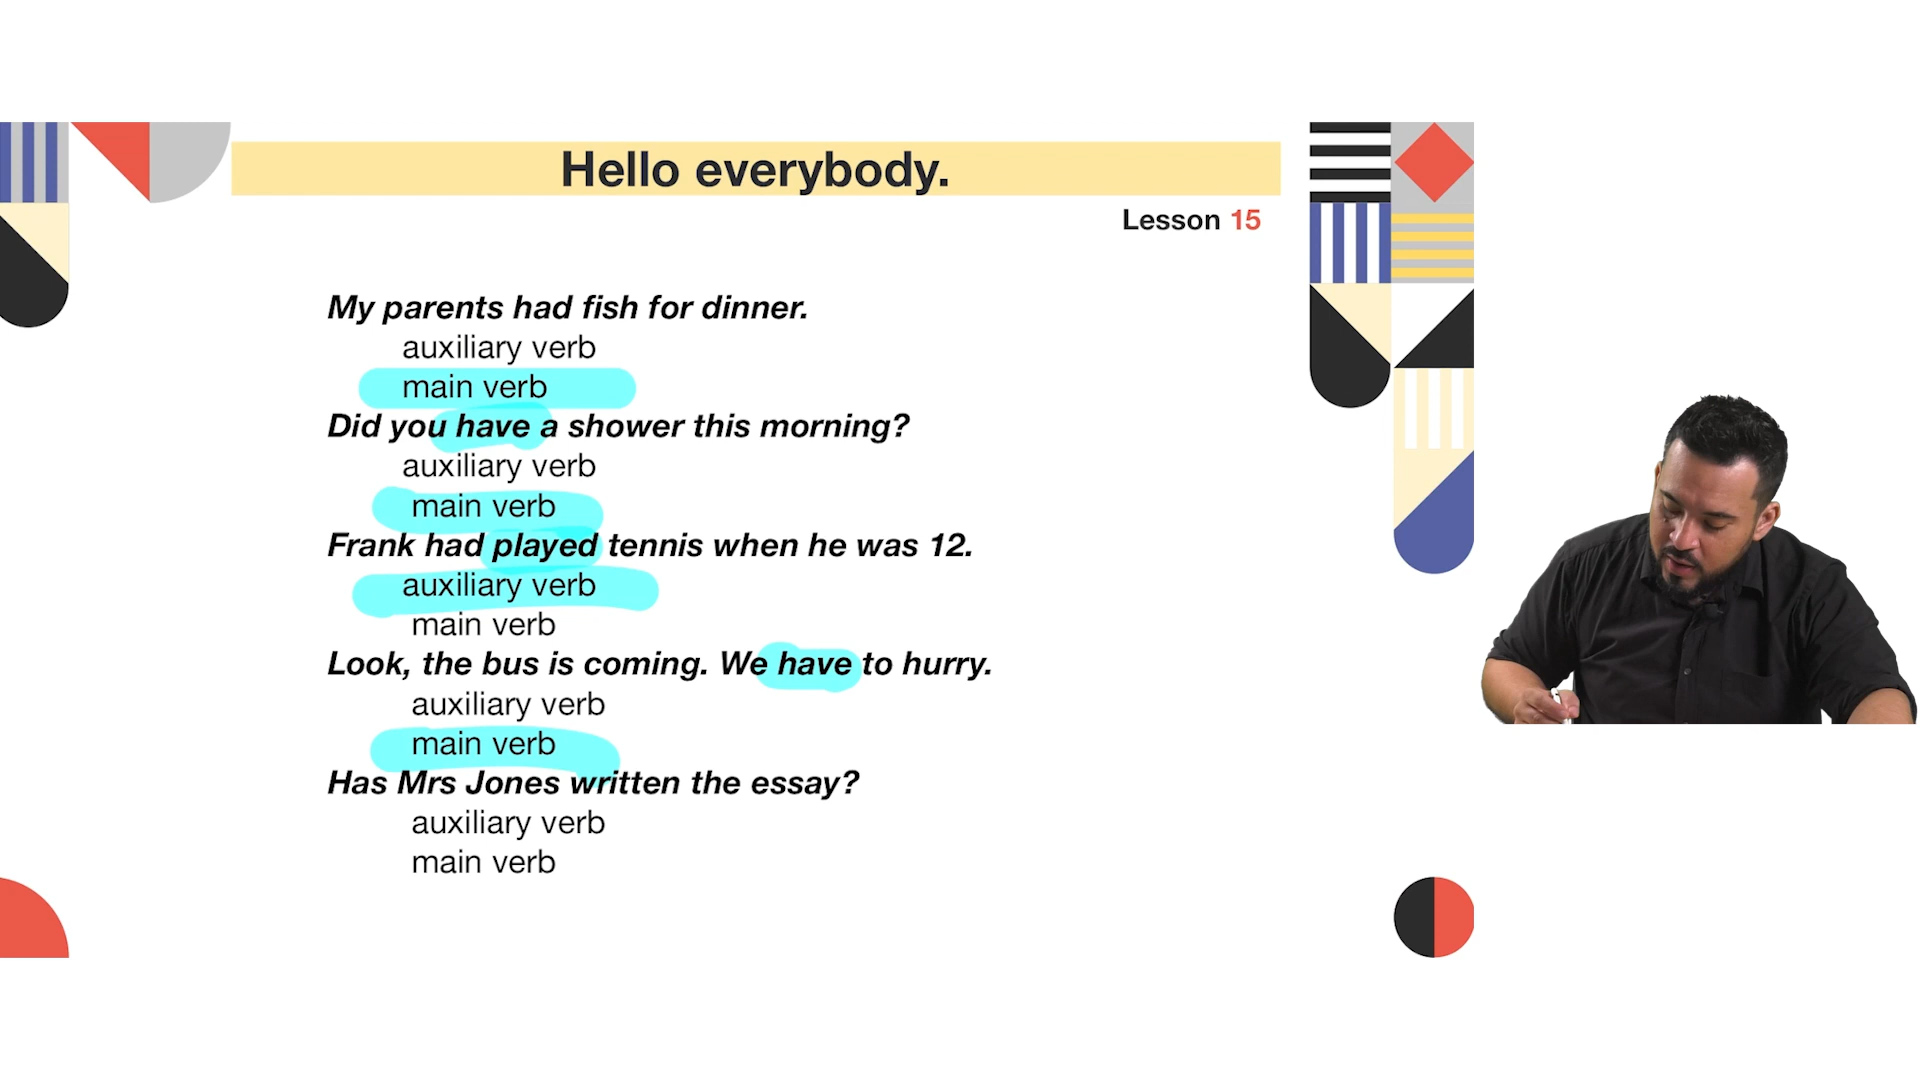 Hello everybody.
Lesson 15
My parents had fish for dinner.
auxiliary verb
main verb
Did you have a shower this morning?
auxiliary verb
main verb
Frank had played tennis when he was 12.
auxiliary verb
main verb
Look, the bus is coming. We have to hurry.
auxiliary verb
main verb
Has Mrs Jones written the essay?
auxiliary verb
main verb